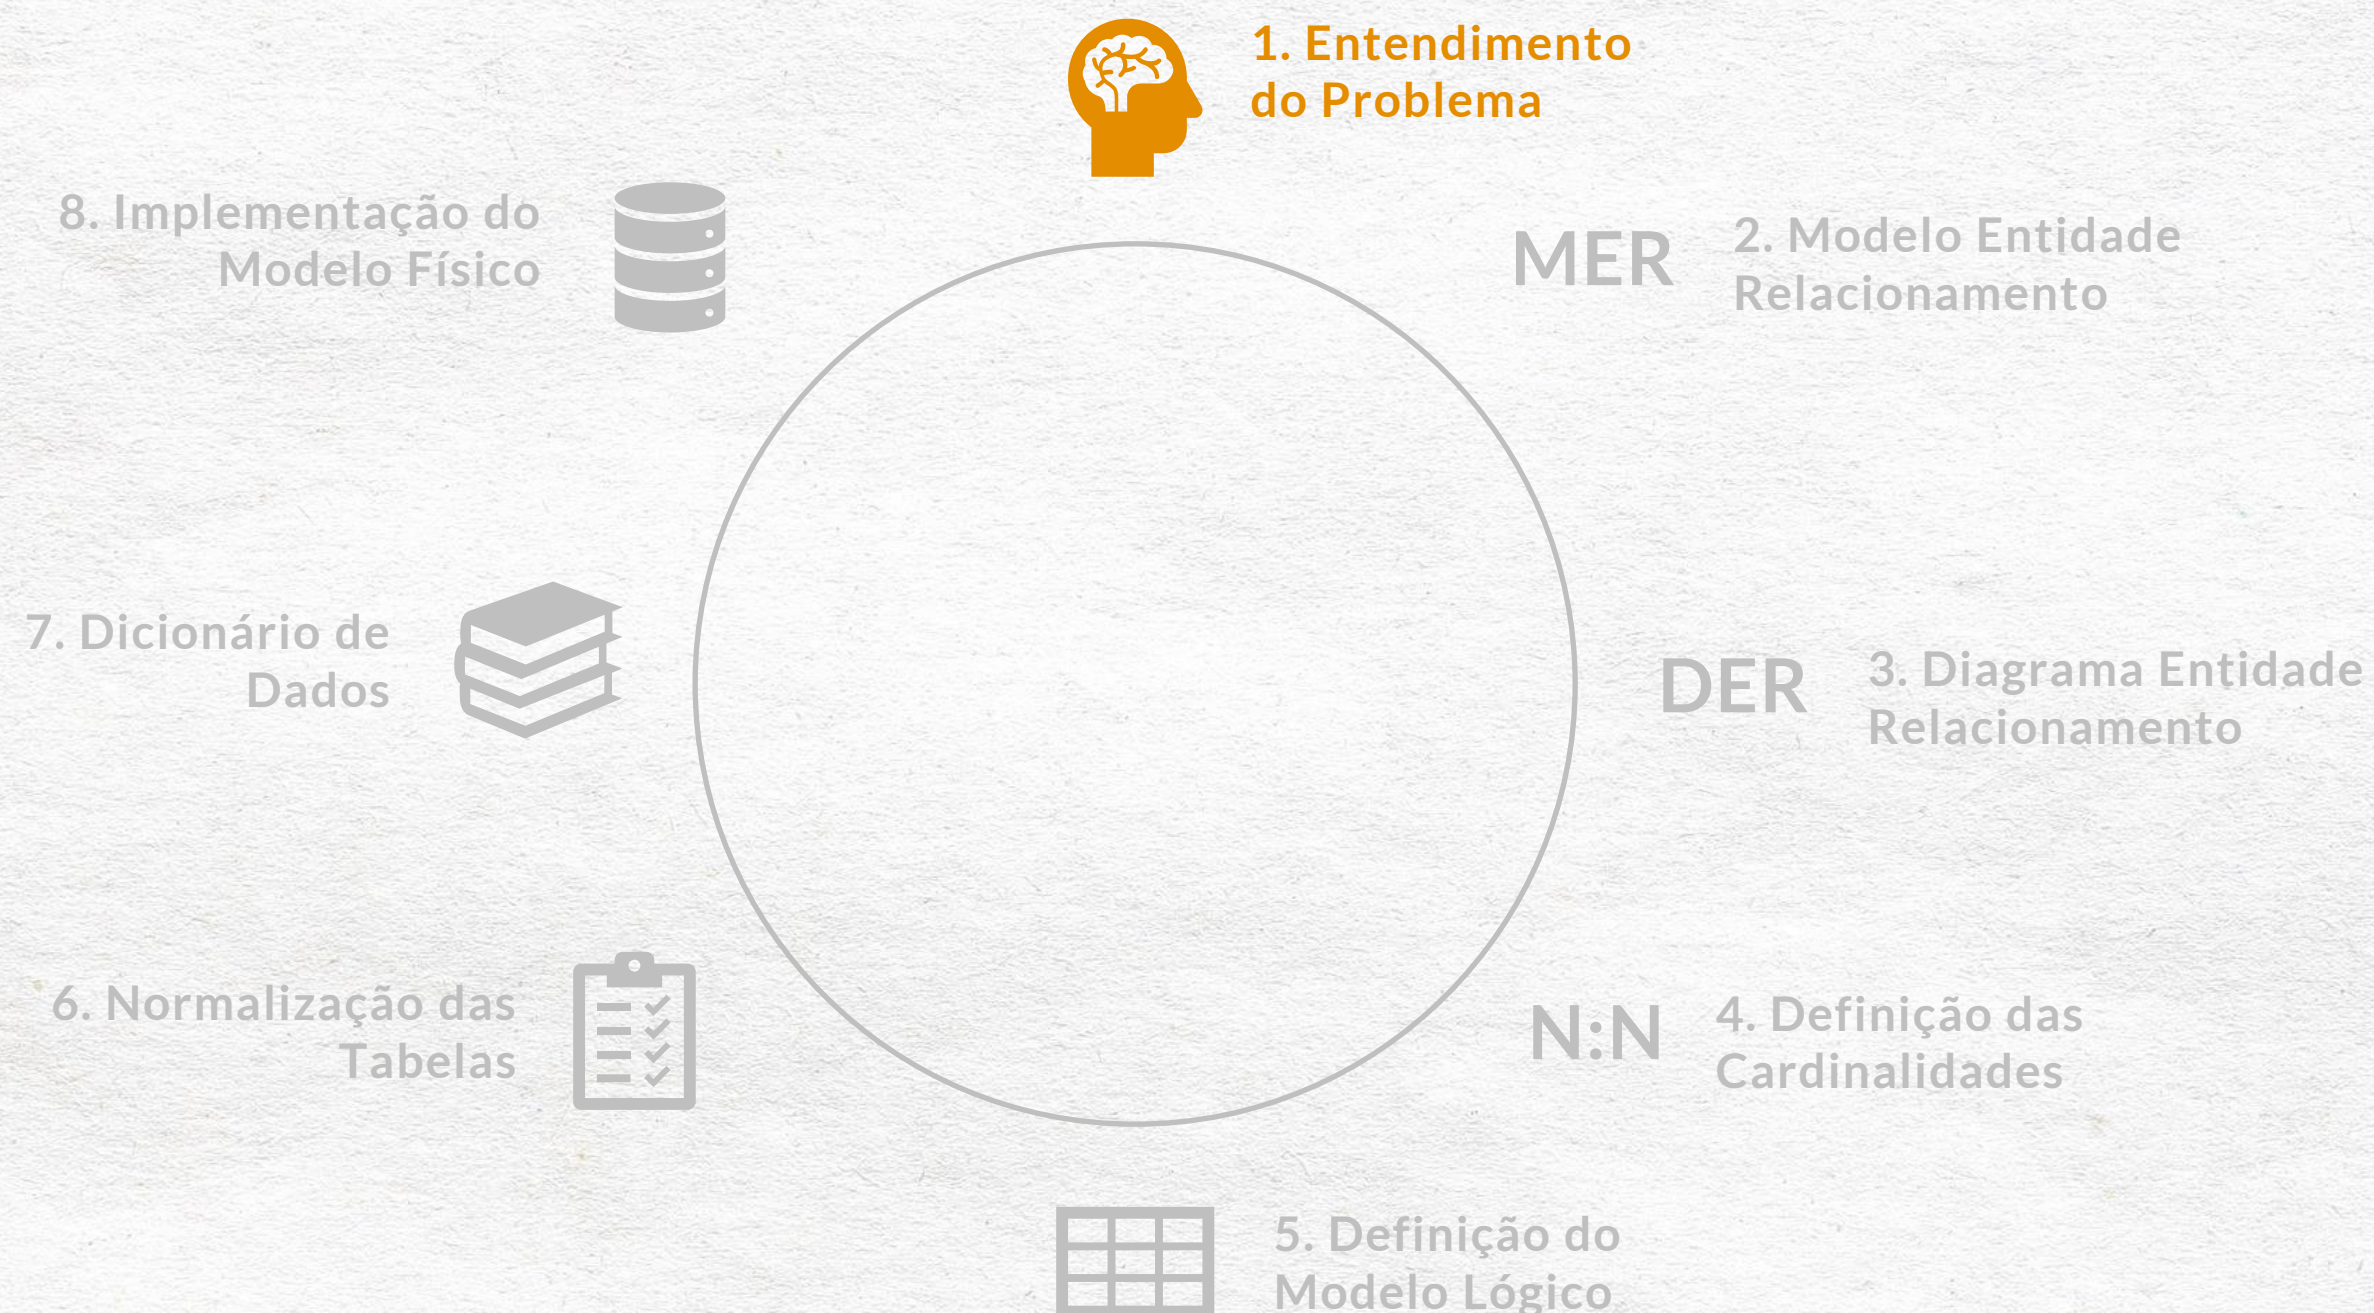 1. Entendimento
do Problema
MER
2. Modelo Entidade
Relacionamento
DER
3. Diagrama Entidade
Relacionamento
N:N
4. Definição das
Cardinalidades
5. Definição do
Modelo Lógico
6. Normalização das
Tabelas
7. Dicionário de
Dados
8. Implementação do
Modelo Físico